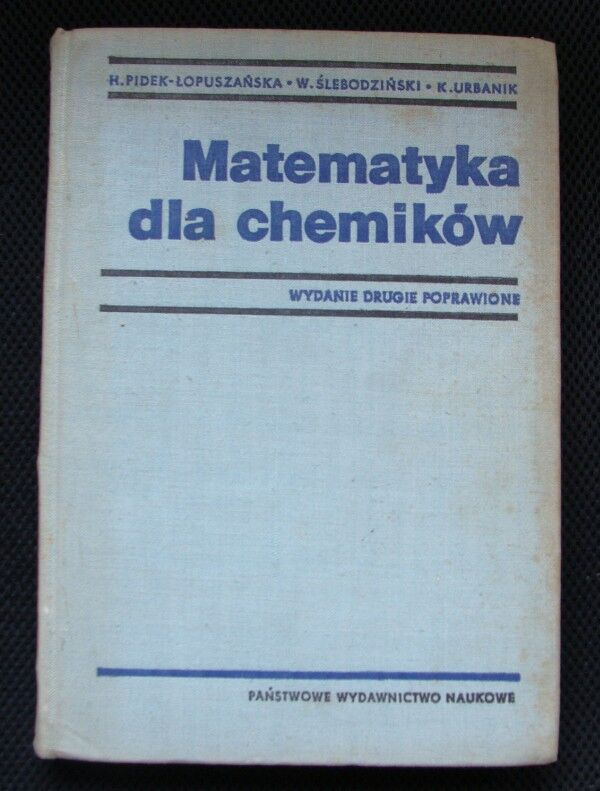 H. PIDEK-ŁOPUSZAŃSKA • W. ŚLEBODZIŃSKI • K. URBANIK
Matematyka
dla chemików
WYDANIE DRUGIE POPRAWIONE
PAŃSTWOWE WYDAWNICTWO NAUKOWE